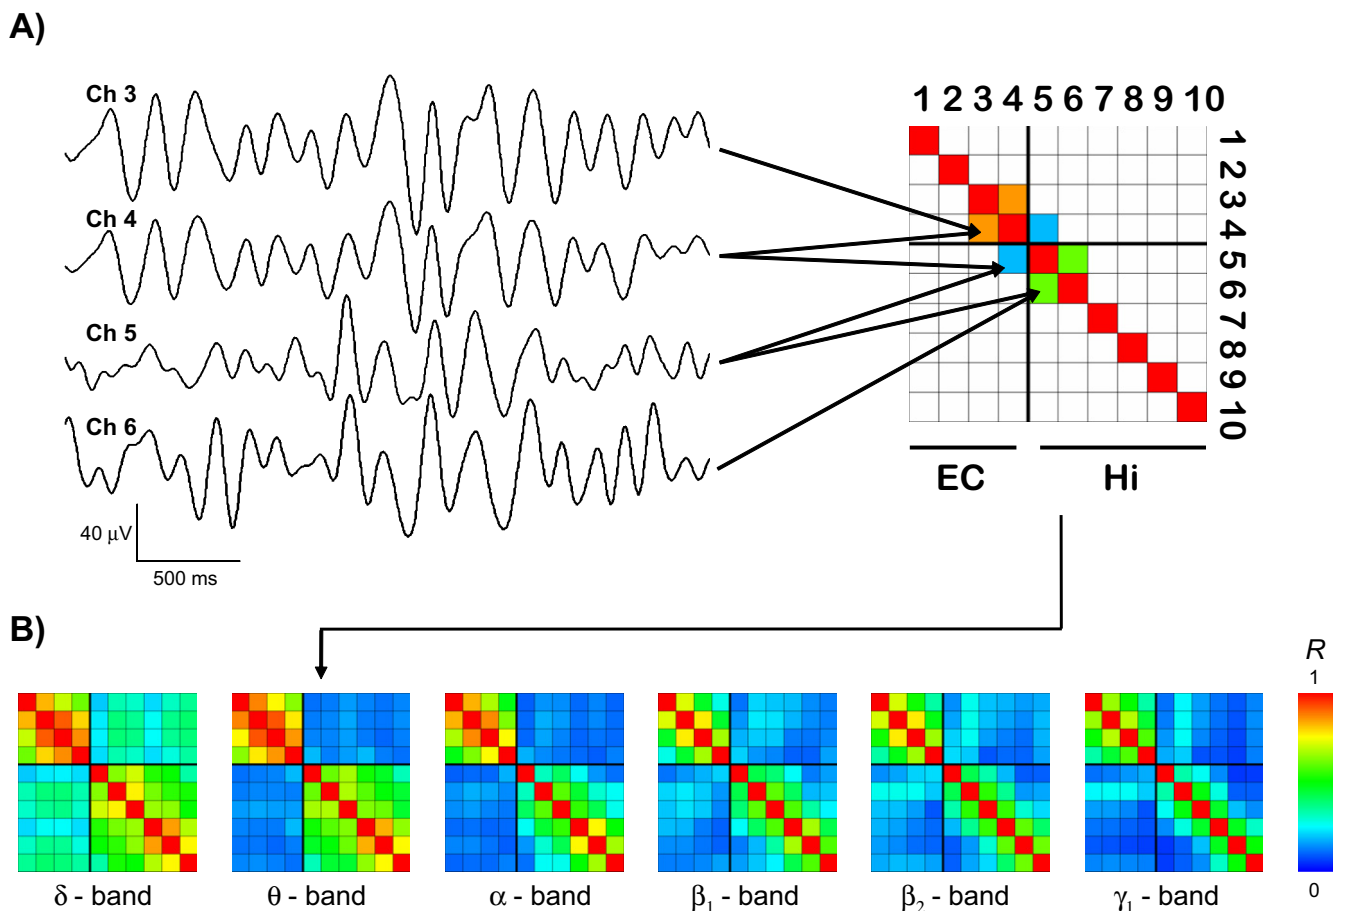 A)
Ch 3
Ch 4
Ch 5
Ch 6
40 μV
500 ms
1 2 3 4 5 6 7 8 9 10
1
2
3
4
5
6
7
8
9
10
EC Hi
B)
R
1
0
δ - band θ - band α - band β₁ - band β₂ - band γ₁ - band